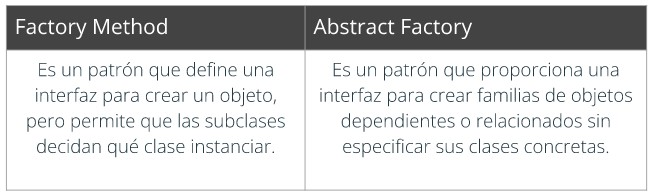 Factory Method
Abstract Factory
Es un patrón que define una
interfaz para crear un objeto,
pero permite que las subclases
decidan qué clase instanciar.
Es un patrón que proporciona una
interfaz para crear familias de objetos
dependientes o relacionados sin
especificar sus clases concretas.